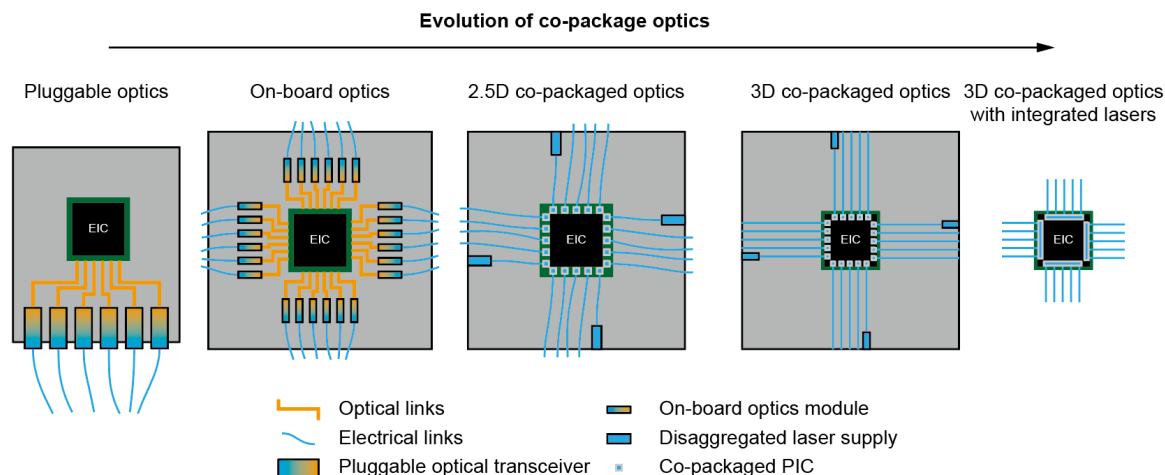 Evolution of co-package optics
Pluggable optics
On-board optics
2.5D co-packaged optics
3D co-packaged optics
3D co-packaged optics
with integrated lasers
EIC
EIC
EIC
EIC
EIC
Optical links
Electrical links
Pluggable optical transceiver
On-board optics module
Disaggregated laser supply
Co-packaged PIC